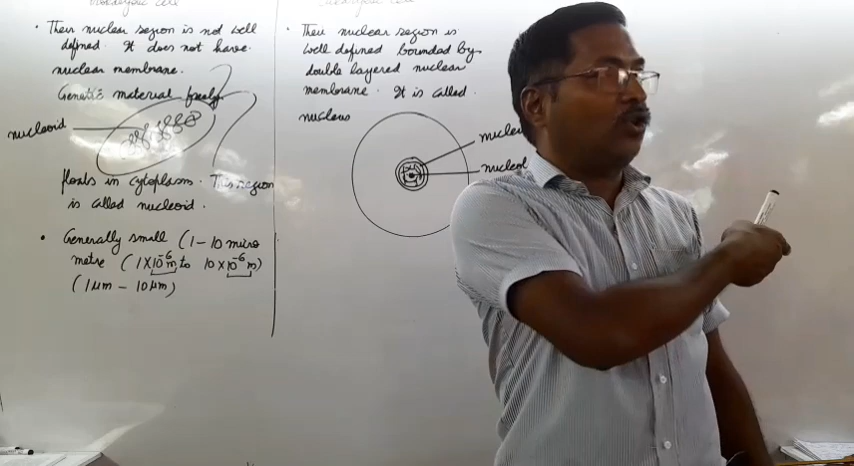 Prokaryotic cell
• Their nuclear region is not well
defined. It does not have.
nuclear membrane.
Genetic material freely
nucleoid
floats in cytoplasm. This region
is called nucleoid.
• Generally small (1-10 micro
metre (1×10⁻⁶m to 10×10⁻⁶m)
(1μm - 10μm)
Eukaryotic cell
• Their nuclear region is
well defined bounded by
double layered nuclear
membrane. It is called.
nucleus